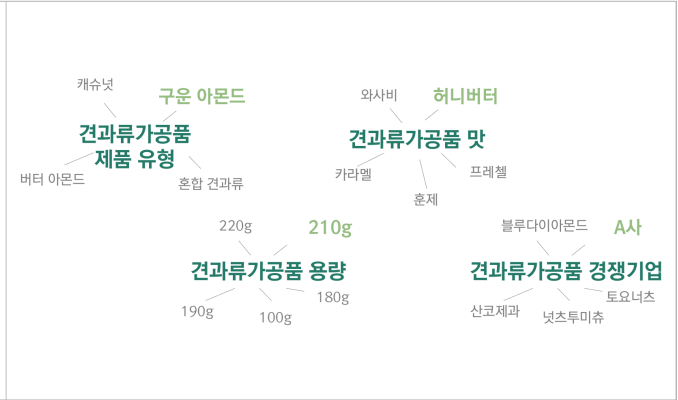 캐슈넛
구운 아몬드
견과류가공품
제품 유형
버터 아몬드
혼합 견과류
와사비
허니버터
견과류가공품 맛
카라멜
프레첼
훈제
220g
210g
견과류가공품 용량
190g
100g
180g
블루다이아몬드
A사
견과류가공품 경쟁기업
산코제과
넛츠투미츄
토요너츠